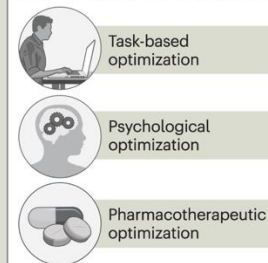 Task-based
optimization
Psychological
optimization
Pharmacotherapeutic
optimization